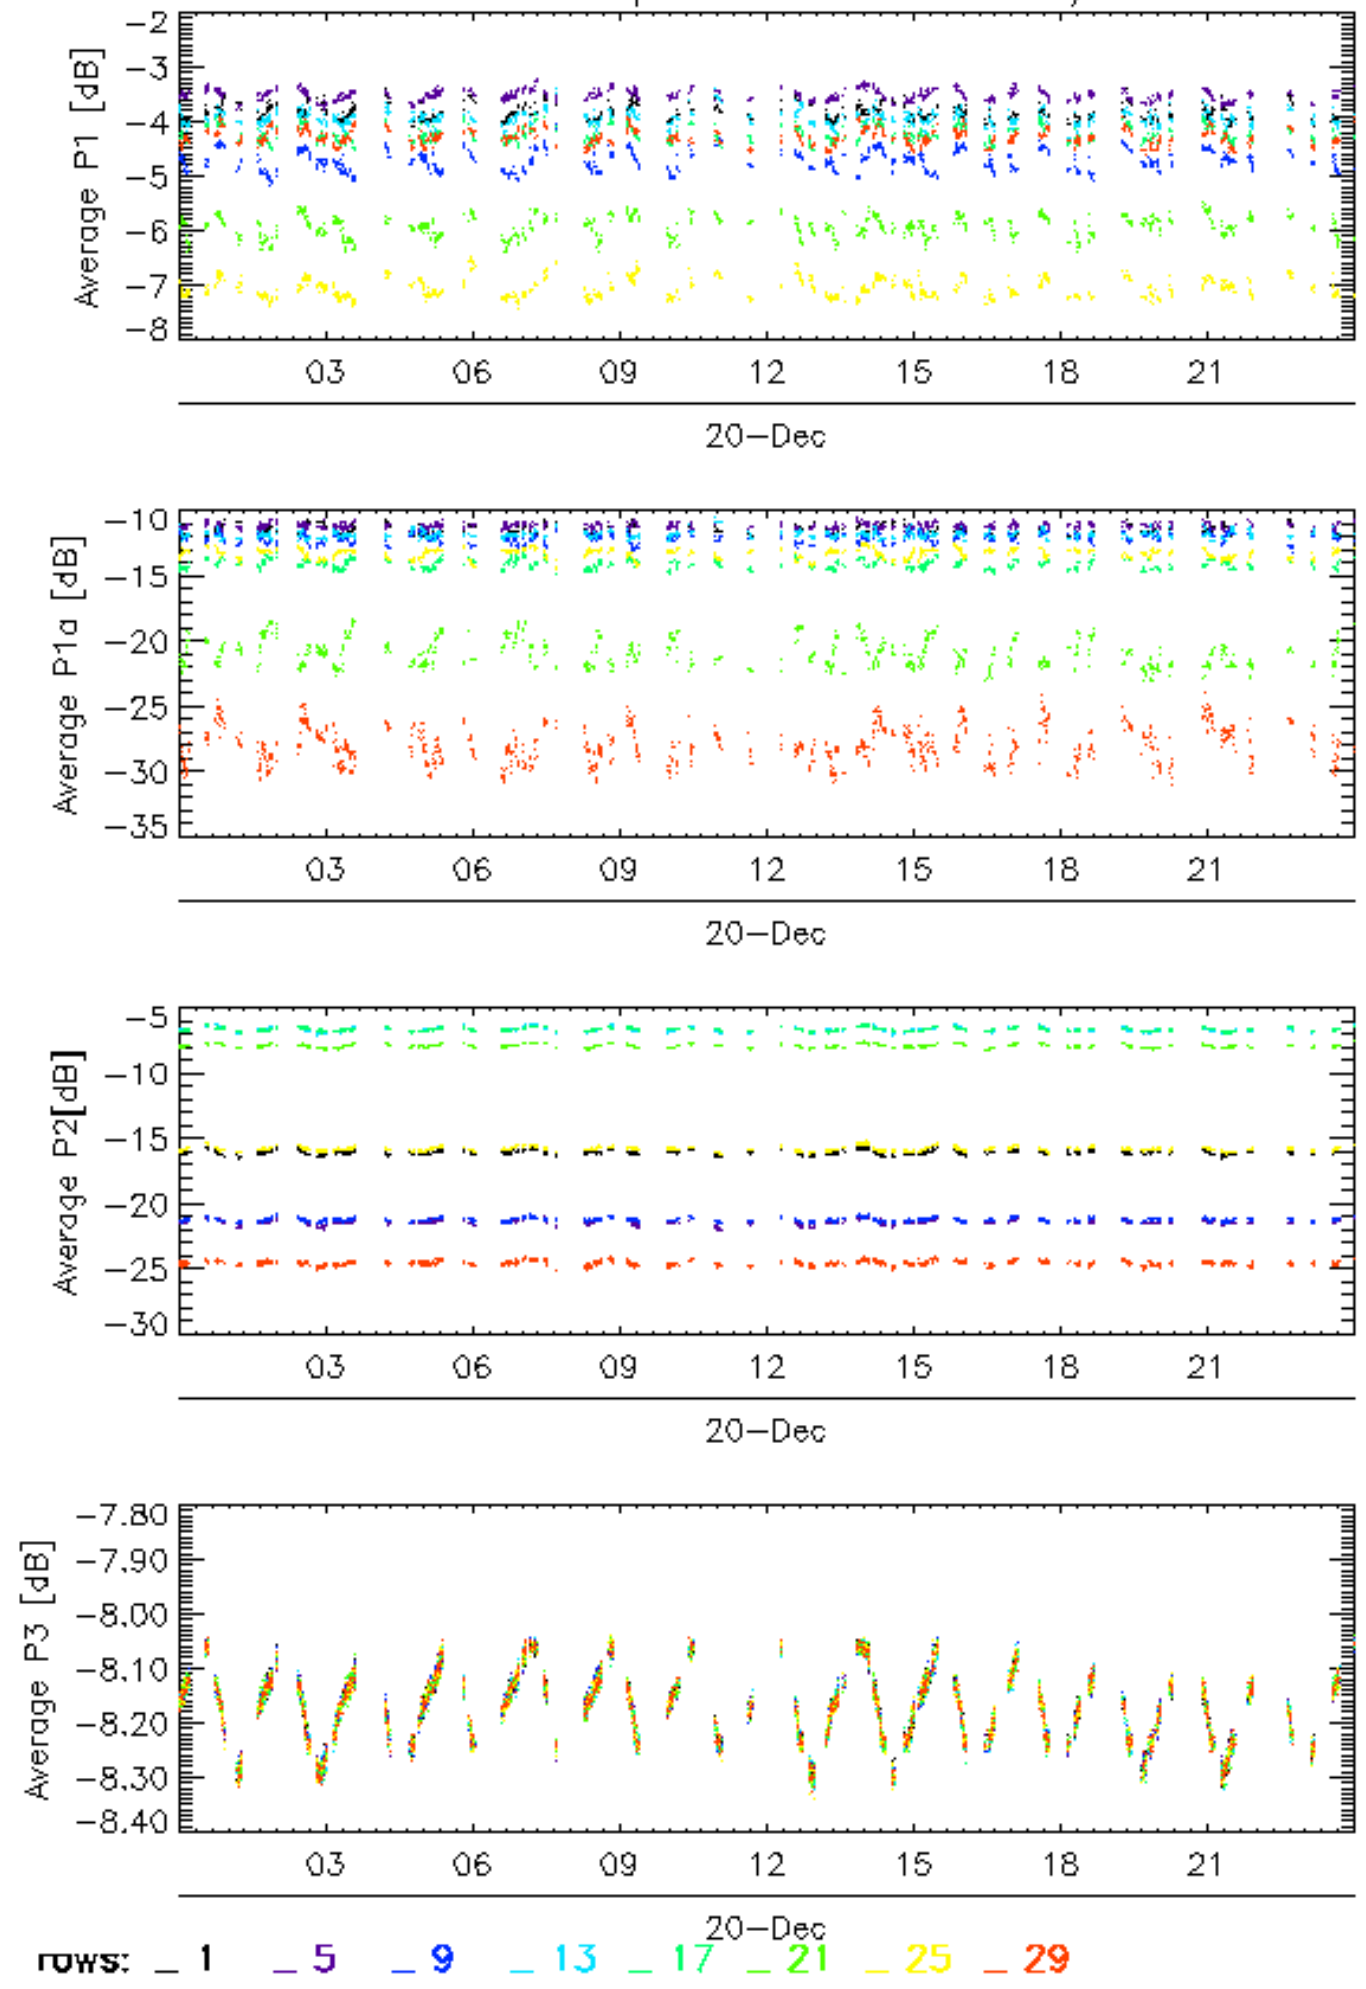 Average P1 [dB]
-2
-3
-4
-5
-6
-7
-8
03 06 09 12 15 18 21
20-Dec
Average P1a [dB]
-10
-15
-20
-25
-30
-35
03 06 09 12 15 18 21
20-Dec
Average P2[dB]
-5
-10
-15
-20
-25
-30
03 06 09 12 15 18 21
20-Dec
Average P3 [dB]
-7.80
-7.90
-8.00
-8.10
-8.20
-8.30
-8.40
03 06 09 12 15 18 21
20-Dec
rows: _ 1 _ 5 _ 9 _ 13 _ 17 _ 21 _ 25 _ 29